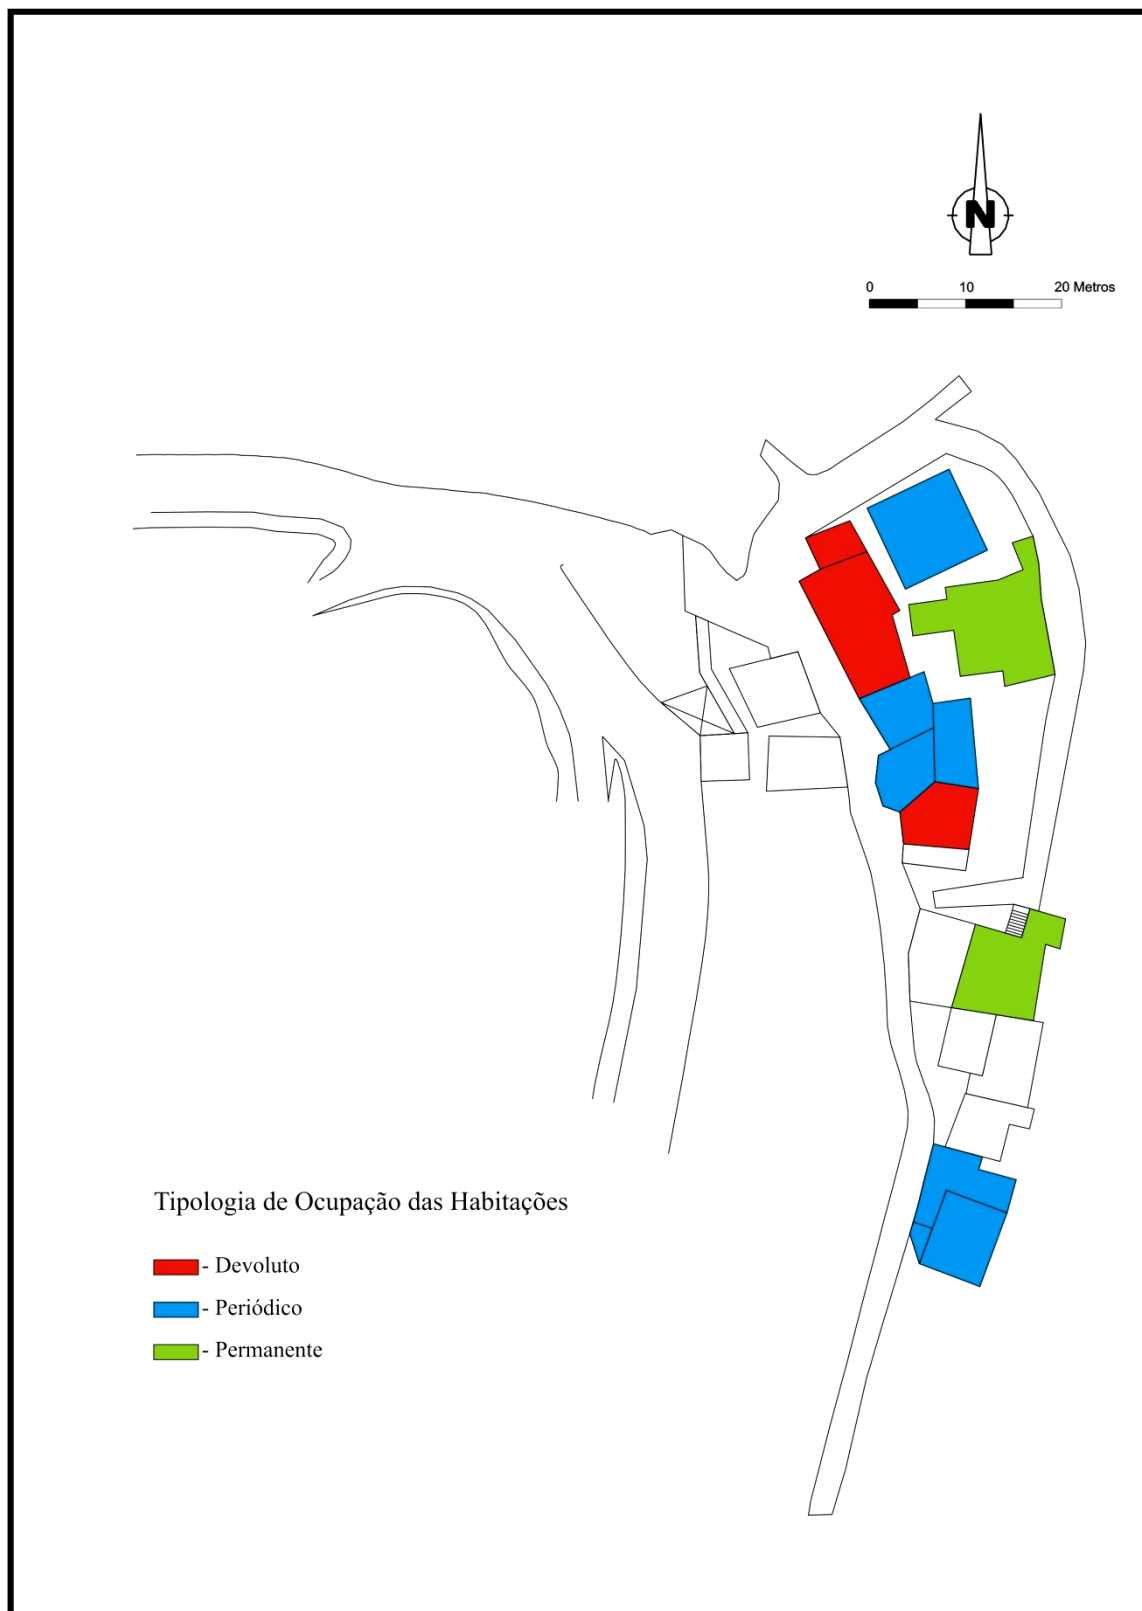 N
0 10 20 Metros
Tipologia de Ocupação das Habitações
- Devoluto
- Periódico
- Permanente